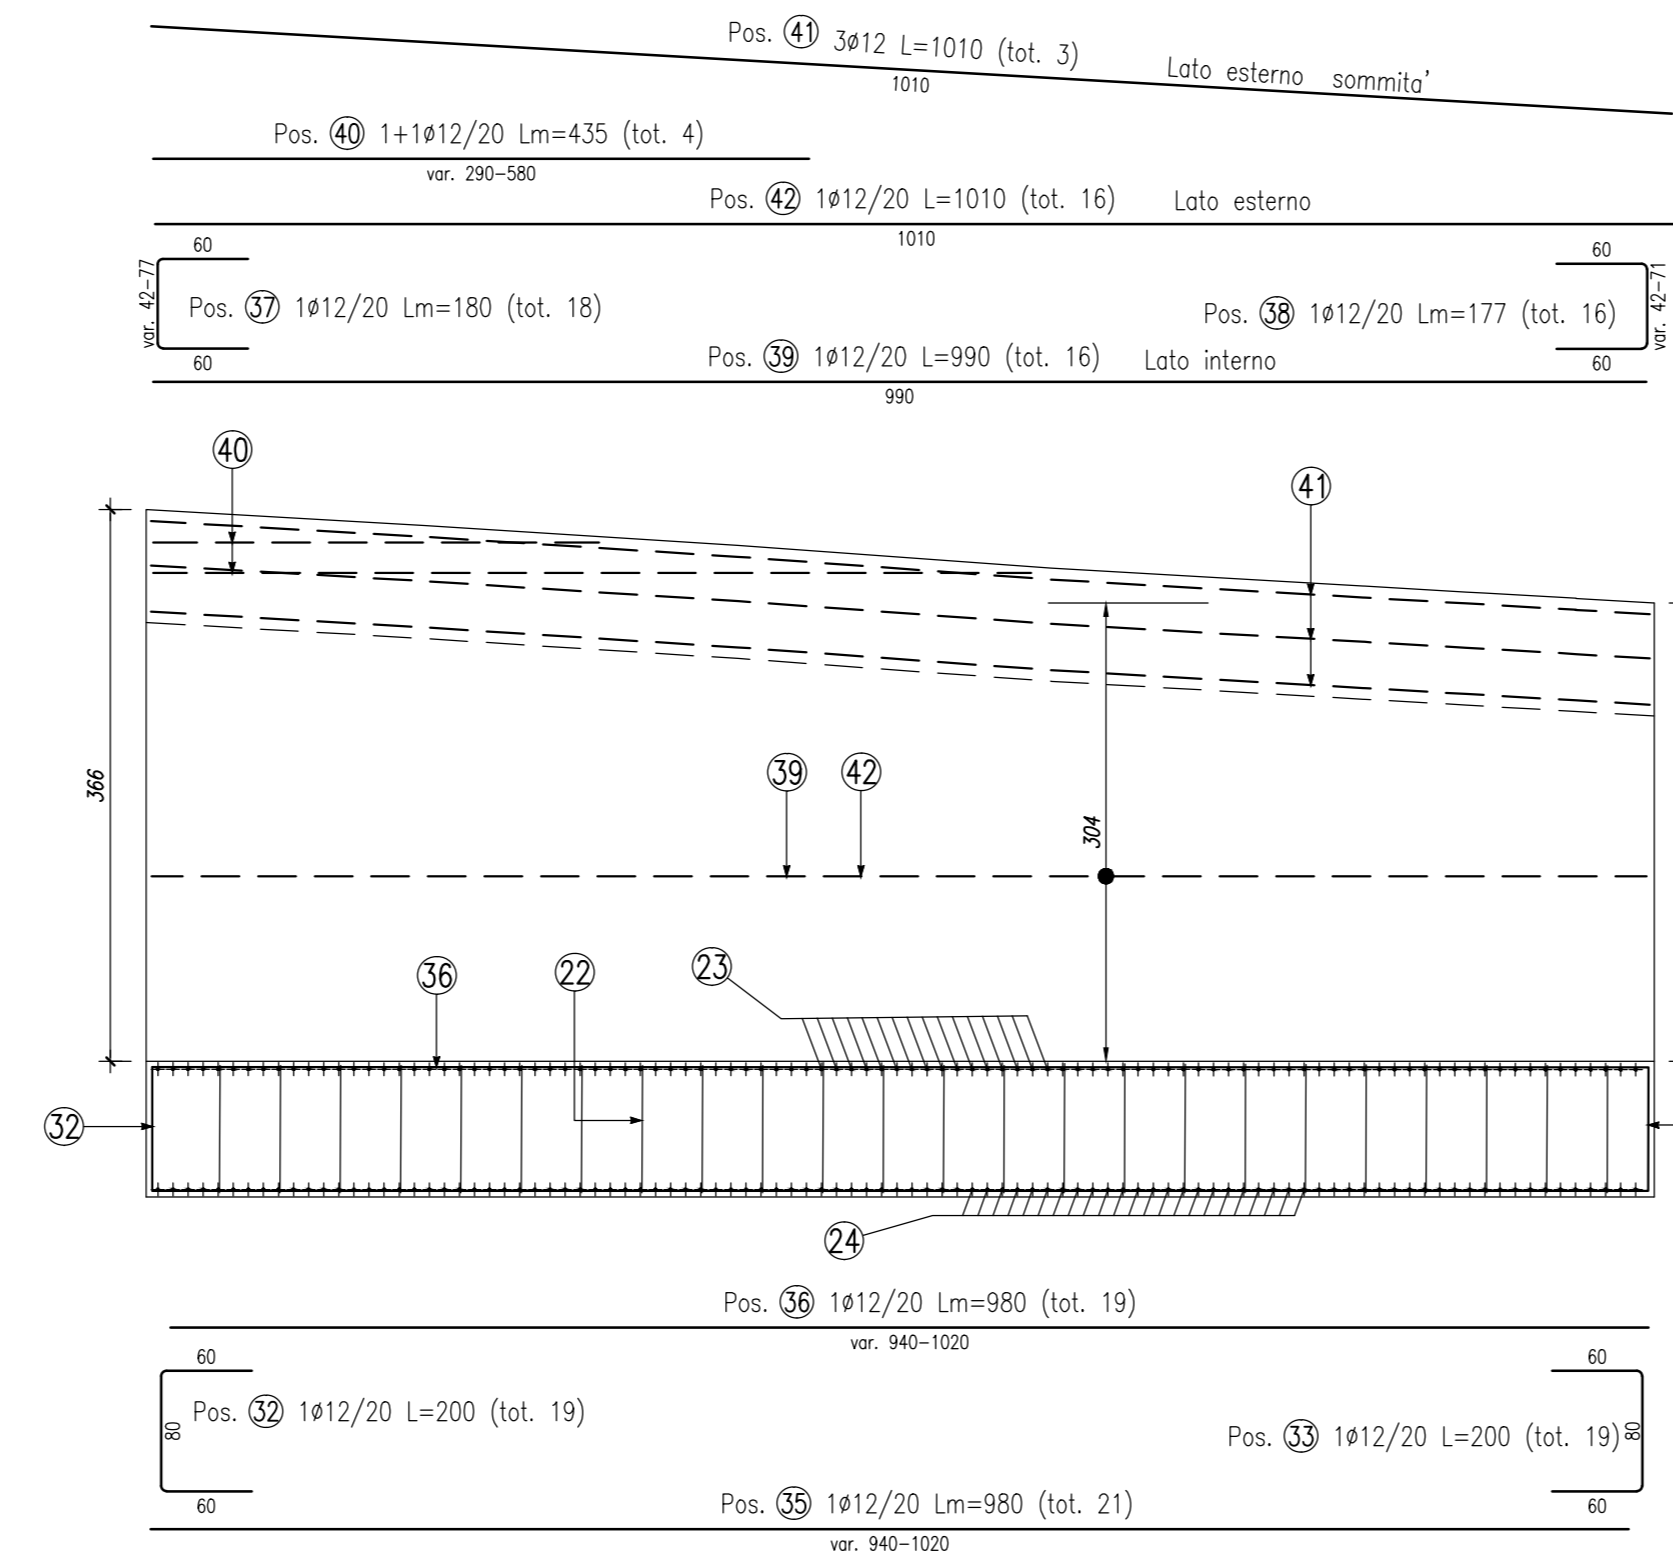 Pos. 41 3ø12 L=1010 (tot. 3) Lato esterno sommita'
1010
Pos. 40 1+1ø12/20 Lm=435 (tot. 4)
var. 290-580
Pos. 42 1ø12/20 L=1010 (tot. 16) Lato esterno
1010
60
60
var. 42-77
Pos. 37 1ø12/20 Lm=180 (tot. 18)
Pos. 38 1ø12/20 Lm=177 (tot. 16)
var. 42-71
60
60
Pos. 39 1ø12/20 L=990 (tot. 16) Lato interno
990
40
41
366
39
42
304
36
22
23
32
24
Pos. 36 1ø12/20 Lm=980 (tot. 19)
var. 940-1020
60
60
80
Pos. 32 1ø12/20 L=200 (tot. 19)
Pos. 33 1ø12/20 L=200 (tot. 19)
80
60
60
Pos. 35 1ø12/20 Lm=980 (tot. 21)
var. 940-1020